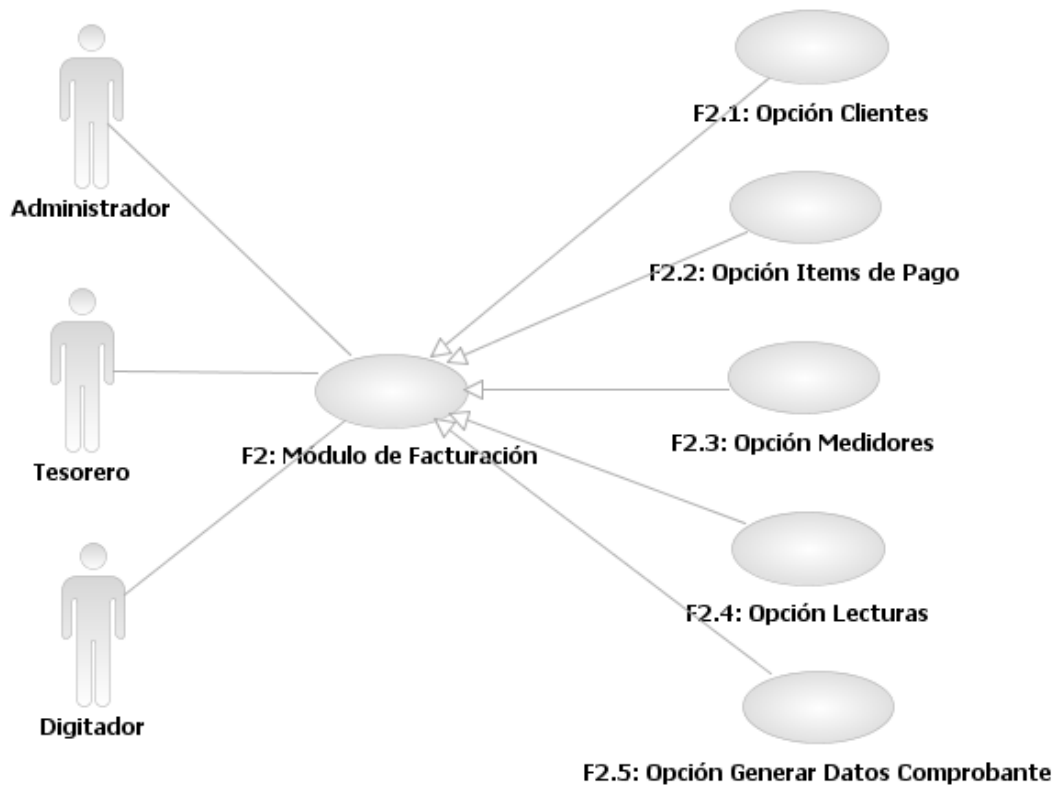 F2.1: Opción Clientes
Administrador
F2.2: Opción Items de Pago
F2.3: Opción Medidores
F2: Módulo de Facturación
Tesorero
F2.4: Opción Lecturas
Digitador
F2.5: Opción Generar Datos Comprobante